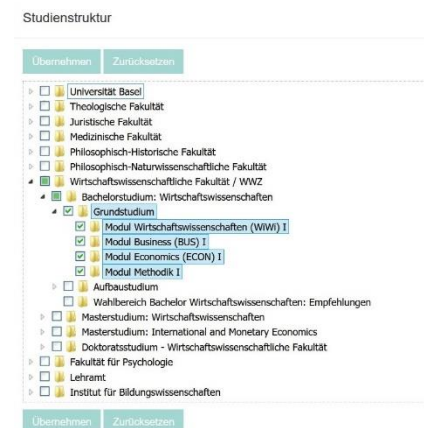 Studienstruktur
Übernehmen Zurücksetzen
Universität Basel
Theologische Fakultät
Juristische Fakultät
Medizinische Fakultät
Philosophisch-Historische Fakultät
Philosophisch-Naturwissenschaftliche Fakultät
Wirtschaftswissenschaftliche Fakultät / WWZ
Bachelorstudium: Wirtschaftswissenschaften
Grundstudium
Modul Wirtschaftswissenschaften (WiWi) I
Modul Business (BUS) I
Modul Economics (ECON) I
Modul Methodik I
Aufbaustudium
Wahlbereich Bachelor Wirtschaftswissenschaften: Empfehlungen
Masterstudium: Wirtschaftswissenschaften
Masterstudium: International and Monetary Economics
Doktoratsstudium - Wirtschaftswissenschaftliche Fakultät
Fakultät für Psychologie
Lehramt
Institut für Bildungswissenschaften
Übernehmen Zurücksetzen